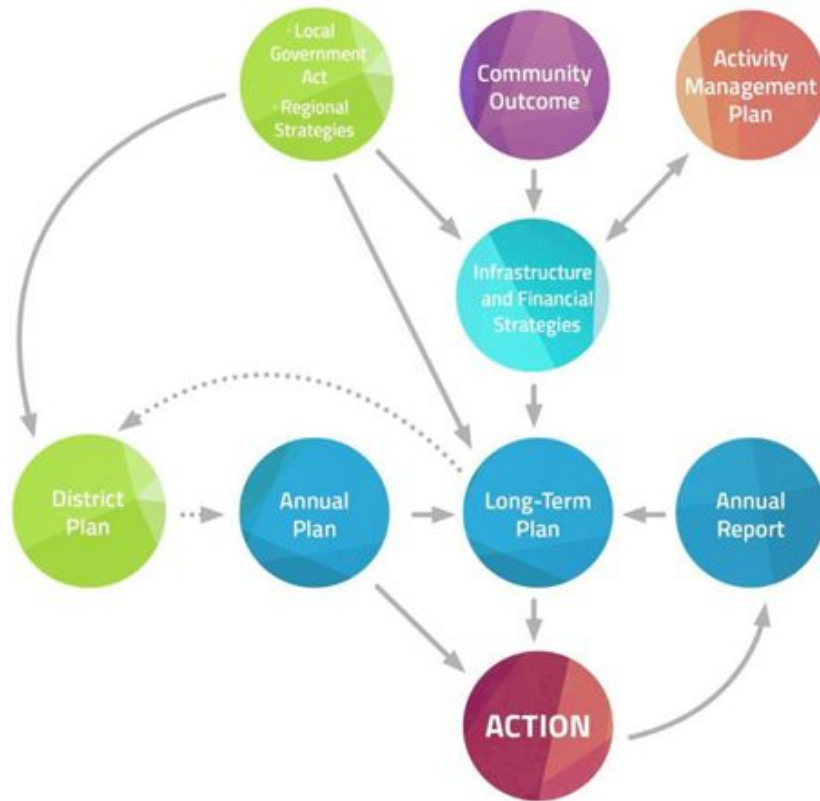 · Local
Government
Act
· Regional
Strategies
Community
Outcome
Activity
Management
Plan
Infrastructure
and Financial
Strategies
District
Plan
Annual
Plan
Long-Term
Plan
Annual
Report
ACTION